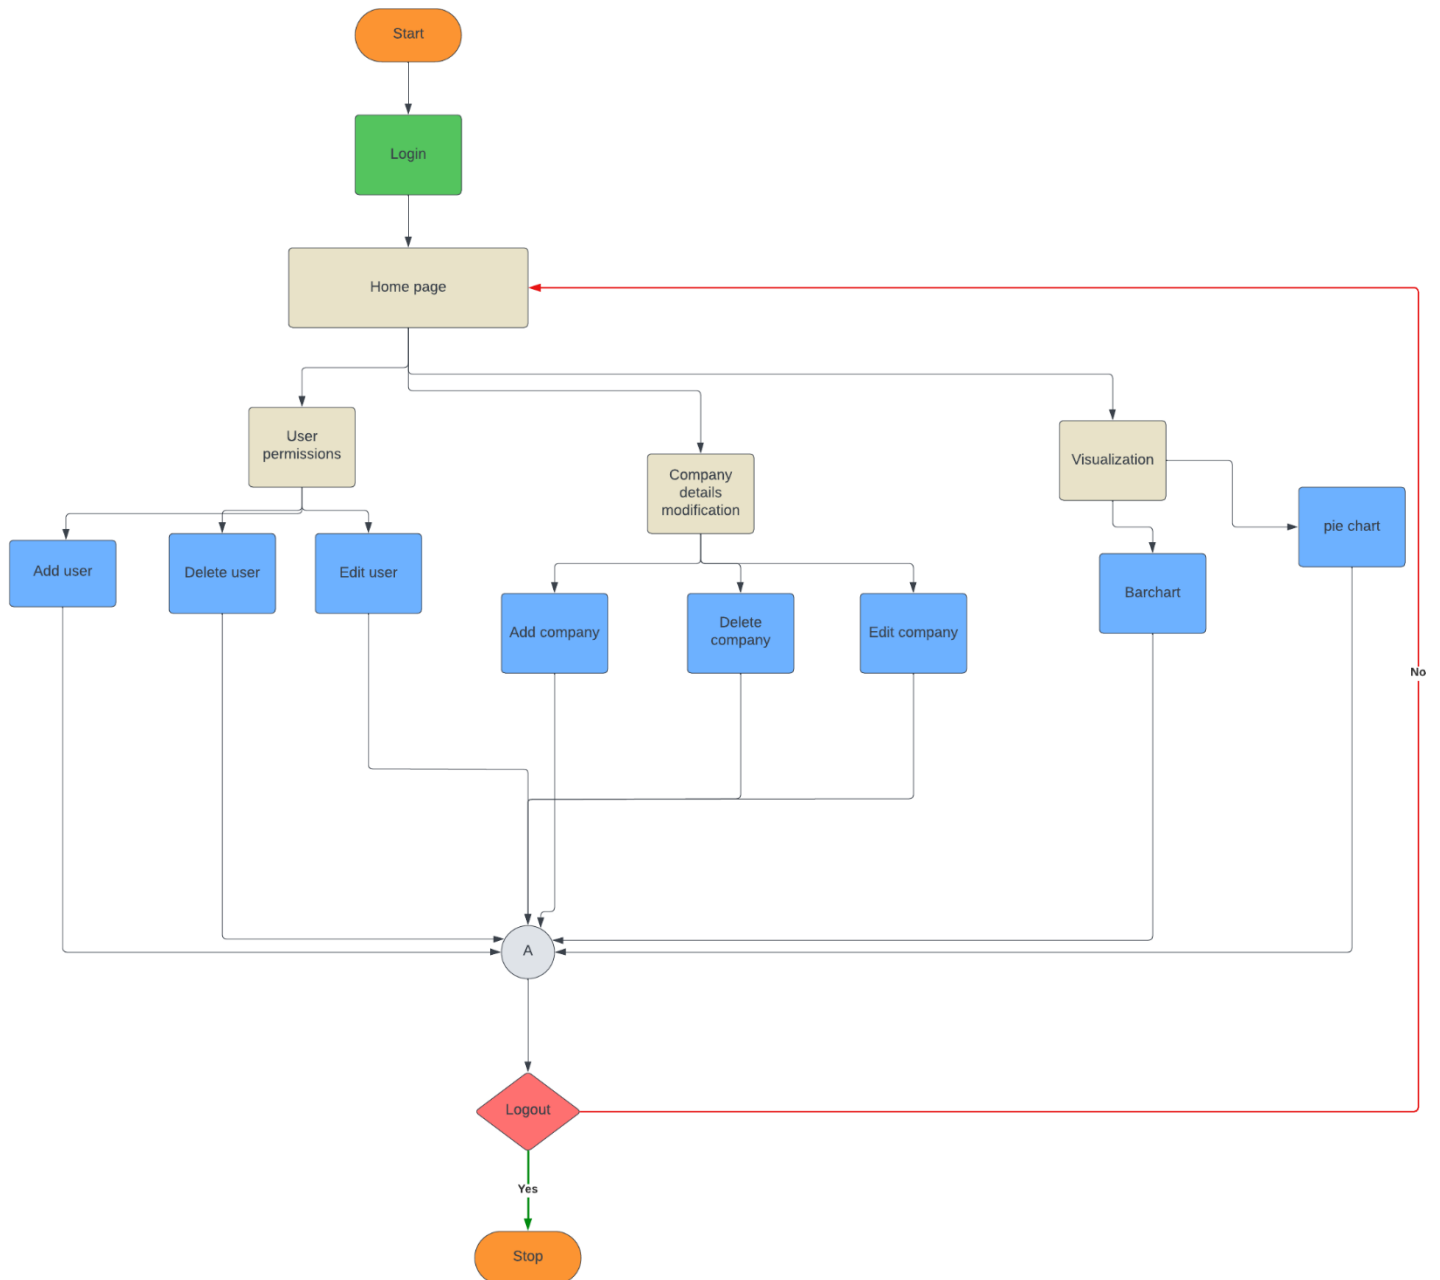 Start
Login
Home page
User
permissions
Company
details
modification
Visualization
pie chart
Add user
Delete user
Edit user
Barchart
Add company
Delete
company
Edit company
No
A
Logout
Yes
Stop